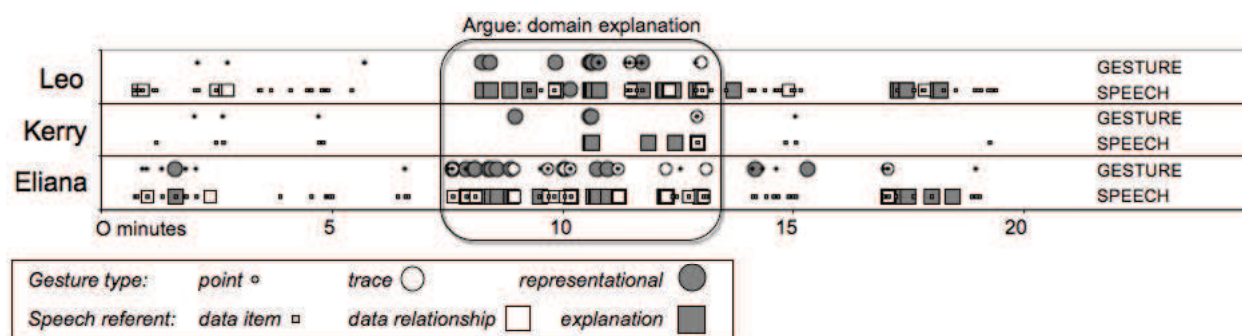 Argue: domain explanation
Leo GESTURE
SPEECH
Kerry GESTURE
SPEECH
Eliana GESTURE
SPEECH
O minutes 5 10 15 20
Gesture type: point trace representational
Speech referent: data item data relationship explanation